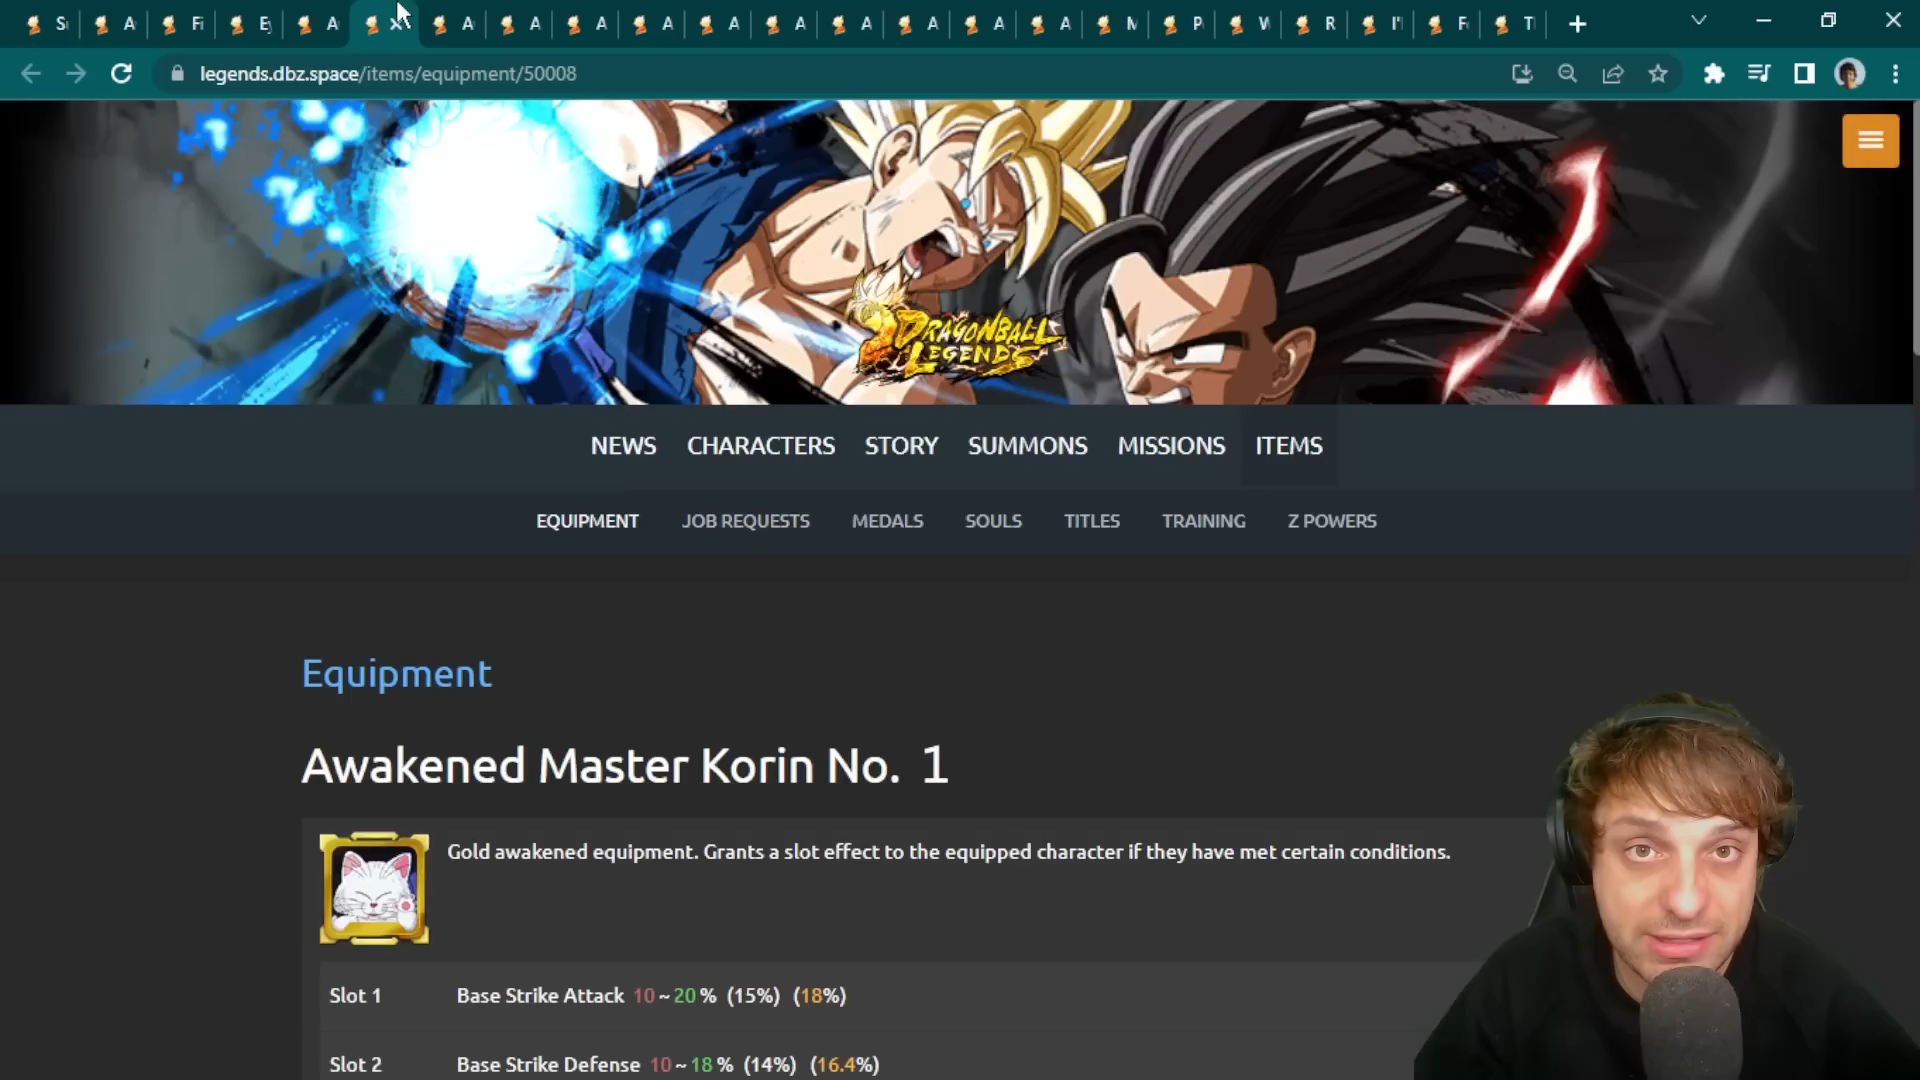 S
A
Fi
E
A
A
A
A
A
A
A
A
A
A
A
M
P
W
R
I'
F
T
legends.dbz.space/items/equipment/50008
DRAGONBALL
LEGENDS
NEWS CHARACTERS STORY SUMMONS MISSIONS ITEMS
EQUIPMENT JOB REQUESTS MEDALS SOULS TITLES TRAINING Z POWERS
Equipment
Awakened Master Korin No. 1
Gold awakened equipment. Grants a slot effect to the equipped character if they have met certain conditions.
Slot 1 Base Strike Attack 10 ~ 20 % (15%) (18%)
Slot 2 Base Strike Defense 10 ~ 18 % (14%) (16.4%)